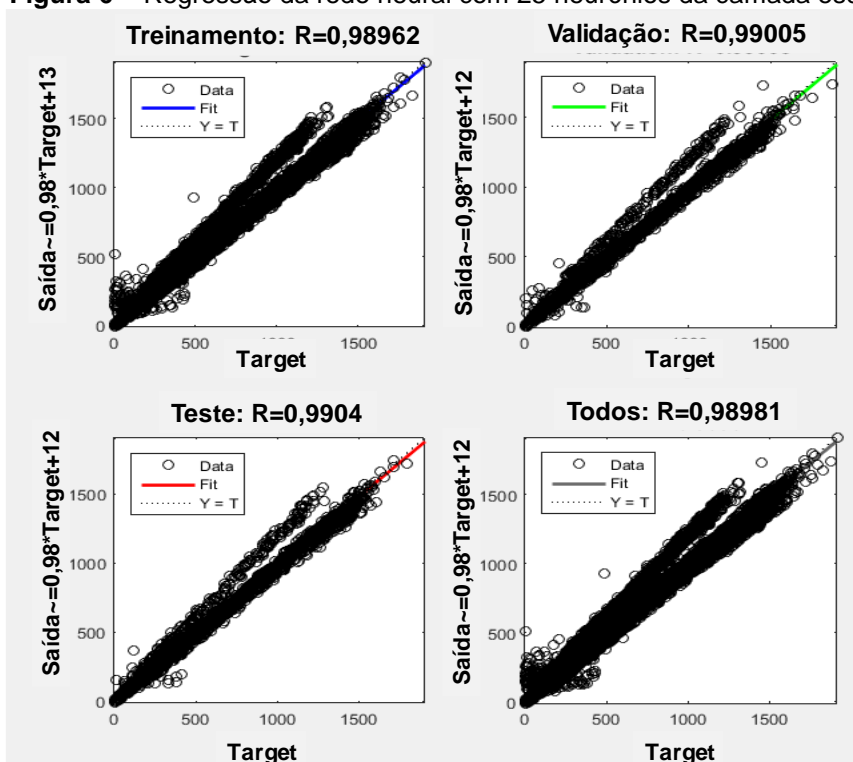 Regressão da rede neural com
neurônios da camada
Treinamento: R=0,98962
Saída~=0,98*Target+13
Data
Fit
Y = T
1500
1000
500
0
0
500
1500
Target
Validação: R=0,99005
Saída~=0,98*Target+12
Data
Fit
Y = T
1500
1000
500
0
0
500
1500
Target
Teste: R=0,9904
Saída~=0,98*Target+12
Data
Fit
Y = T
1500
1000
500
0
0
500
1000
1500
Target
Todos: R=0,98981
Saída~=0,98*Target+12
Data
Fit
Y = T
1500
1000
500
0
0
500
1000
1500
Target